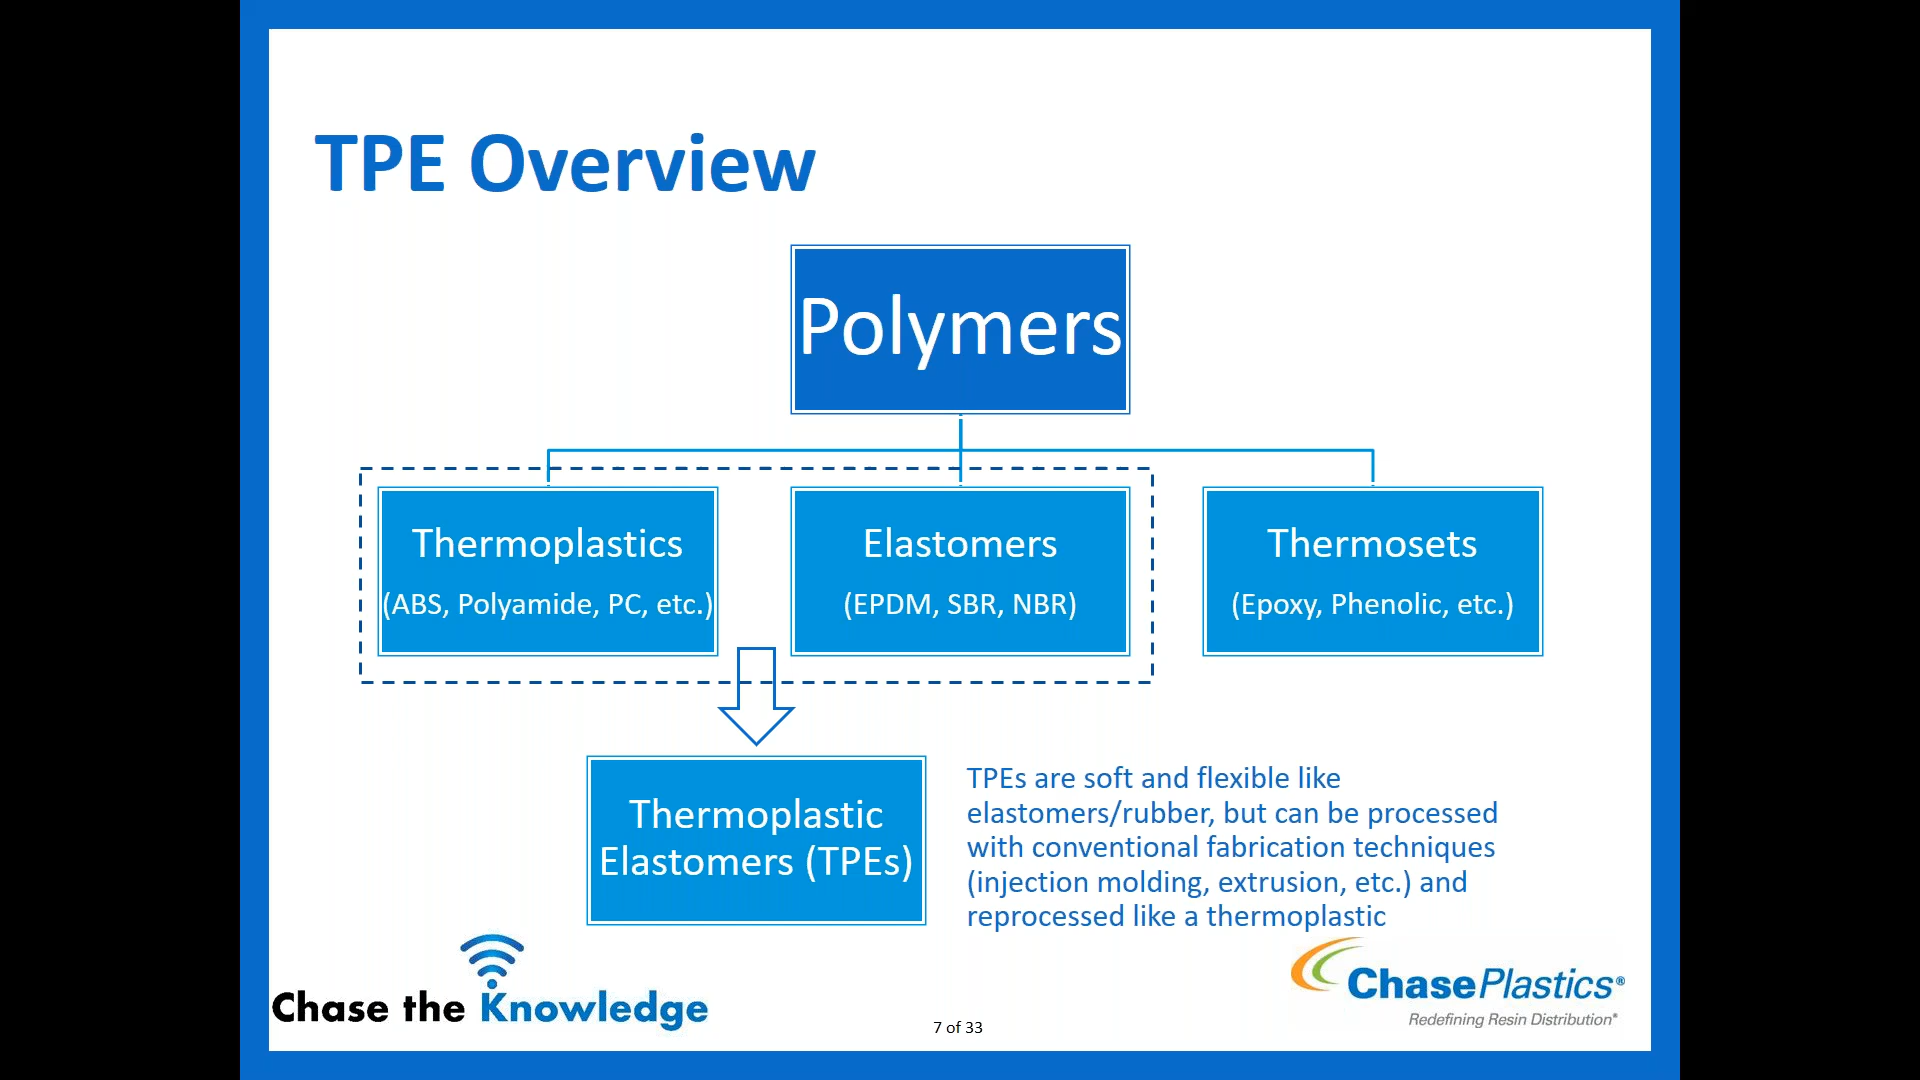 TPE Overview
Polymers
Thermoplastics
(ABS, Polyamide, PC, etc.)
Elastomers
(EPDM, SBR, NBR)
Thermosets
(Epoxy, Phenolic, etc.)
Thermoplastic
Elastomers (TPEs)
TPEs are soft and flexible like
elastomers/rubber, but can be processed
with conventional fabrication techniques
(injection molding, extrusion, etc.) and
reprocessed like a thermoplastic
Chase the Knowledge
7 of 33
ChasePlastics®
Redefining Resin Distribution®